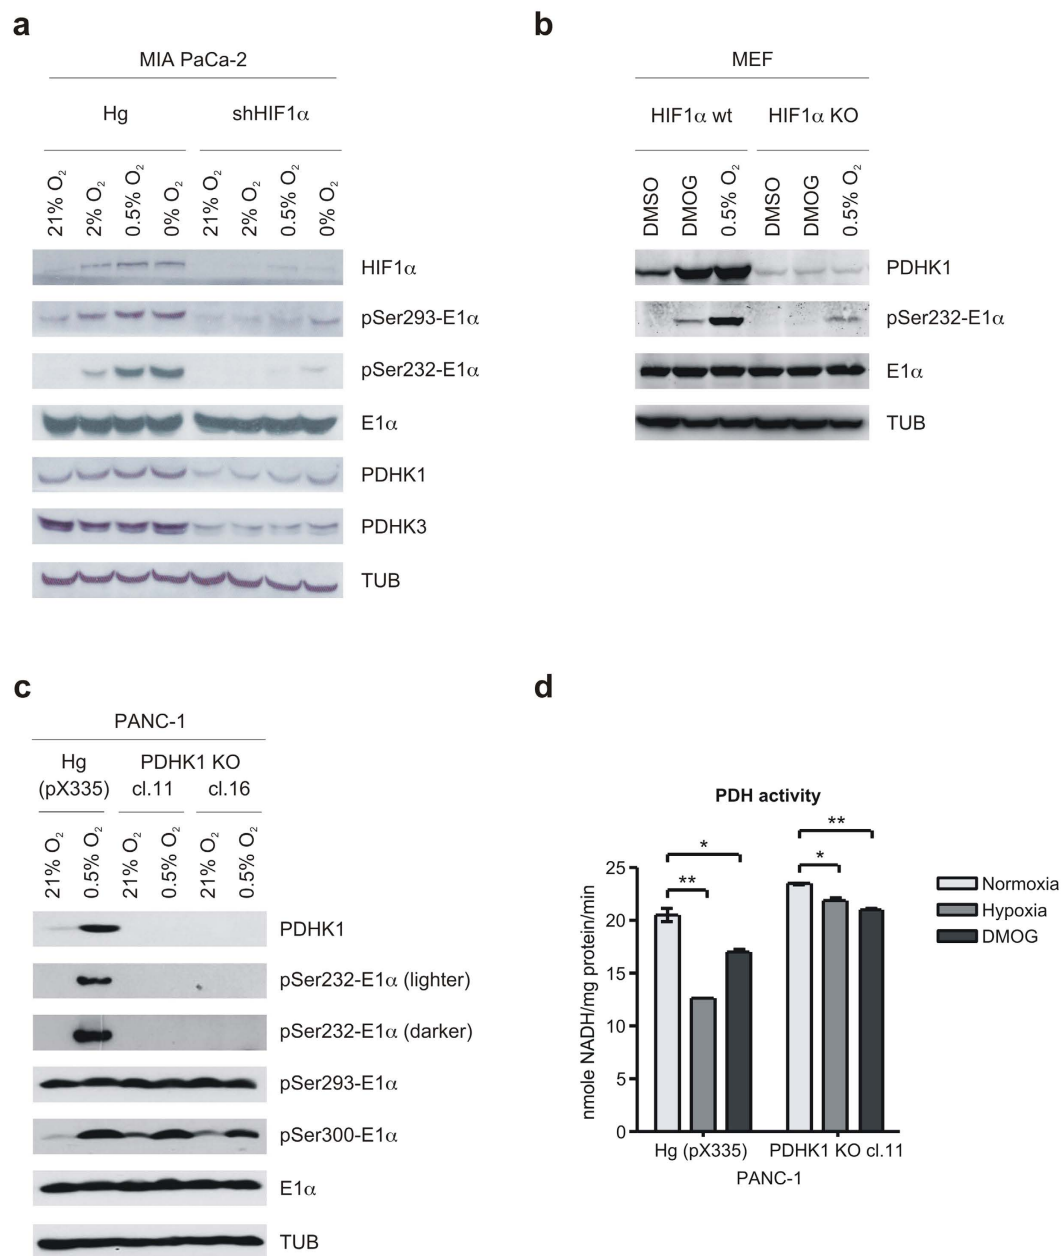 a
MIA PaCa-2
Hg
shHIF1α
21% O₂
2% O₂
0.5% O₂
0% O₂
21% O₂
2% O₂
0.5% O₂
0% O₂
HIF1α
pSer293-E1α
pSer232-E1α
E1α
PDHK1
PDHK3
TUB
b
MEF
HIF1α wt
HIF1α KO
DMSO
DMOG
0.5% O₂
DMSO
DMOG
0.5% O₂
PDHK1
pSer232-E1α
E1α
TUB
c
PANC-1
Hg
(pX335)
PDHK1 KO
cl.11
cl.16
21% O₂
0.5% O₂
21% O₂
0.5% O₂
21% O₂
0.5% O₂
PDHK1
pSer232-E1α (lighter)
pSer232-E1α (darker)
pSer293-E1α
pSer300-E1α
E1α
TUB
d
PDH activity
nmole NADH/mg protein/min
25
20
15
10
5
0
*
**
**
*
Hg (pX335)
PDHK1 KO cl.11
PANC-1
Normoxia
Hypoxia
DMOG